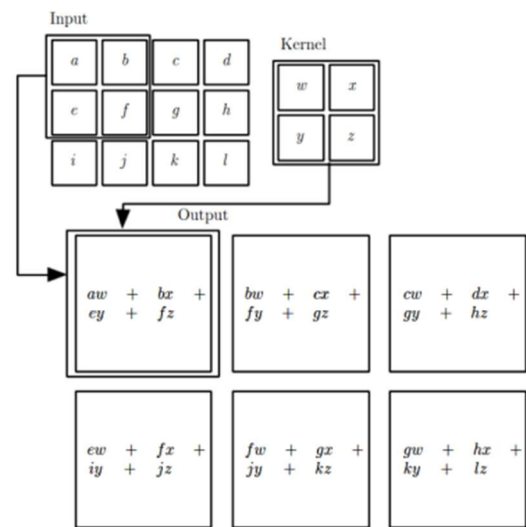 Input
a b c d
e f g h
i j k l
Kernel
w x
y z
Output
aw + bx +
ey + fz
bw + cx +
fy + gz
cw + dx +
gy + hz
ew + fx +
iy + jz
fw + gx +
jy + kz
gw + hx +
ky + lz